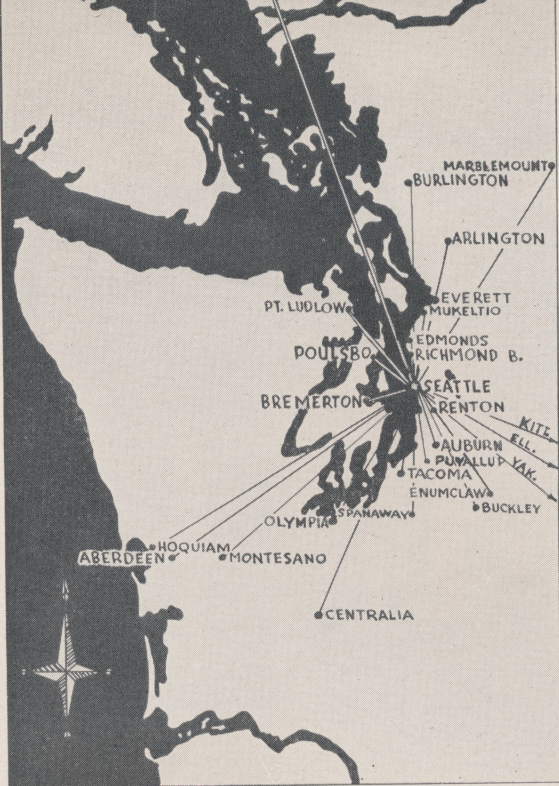 MARBLEMOUNT
BURLINGTON
ARLINGTON
EVERETT
PT. LUDLOW
MUKELTIO
EDMONDS
POULSBO
RICHMOND B.
SEATTLE
BREMERTON
RENTON
KITT.
ELL.
AUBURN
PUYALLUP
YAK.
TACOMA
ENUMCLAW
BUCKLEY
OLYMPIA
SPANAWAY
HOQUIAM
ABERDEEN
MONTESANO
CENTRALIA